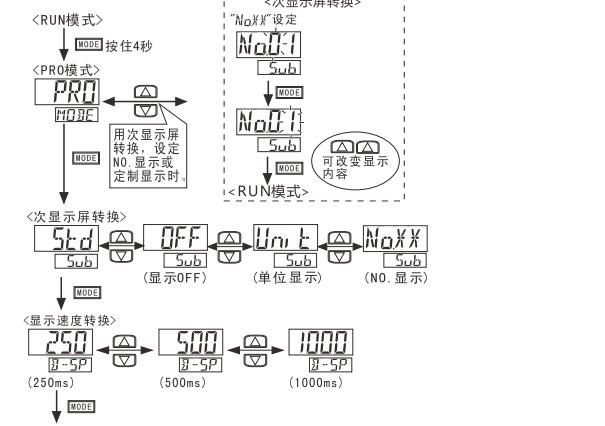 <RUN模式>
MODE 按住4秒
<PRO模式>
PRO
MODE
用次显示屏
转换，设定
NO.显示或
定制显示时。
MODE
<次显示屏转换>
"NoXX"设定
No.01
Sub
MODE
No.01
Sub
MODE
可改变显示
内容
<RUN模式>
<次显示屏转换>
Std
Sub
OFF
Sub
(显示OFF)
Unit
Sub
(单位显示)
NoXX
Sub
(NO.显示)
MODE
<显示速度转换>
250
D-SP
(250ms)
500
D-SP
(500ms)
1000
D-SP
(1000ms)
MODE